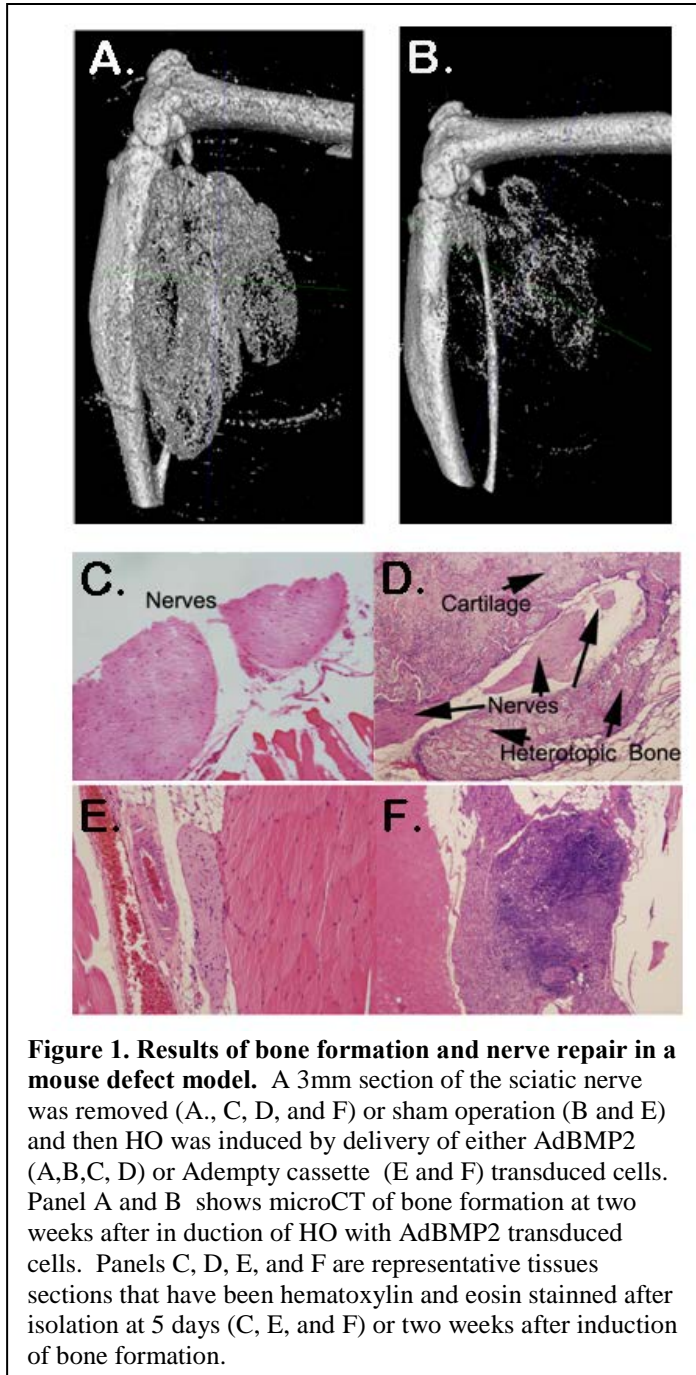 A.
B.
C.
Nerves
D.
Cartilage
Nerves
Heterotopic Bone
E.
F.
Figure 1. Results of bone formation and nerve repair in a
mouse defect model. A 3mm section of the sciatic nerve
was removed (A., C, D, and F) or sham operation (B and E)
and then HO was induced by delivery of either AdBMP2
(A,B,C, D) or Adempty cassette (E and F) transduced cells.
Panel A and B shows microCT of bone formation at two
weeks after in duction of HO with AdBMP2 transduced
cells. Panels C, D, E, and F are representative tissues
sections that have been hematoxylin and eosin stainned after
isolation at 5 days (C, E, and F) or two weeks after induction
of bone formation.